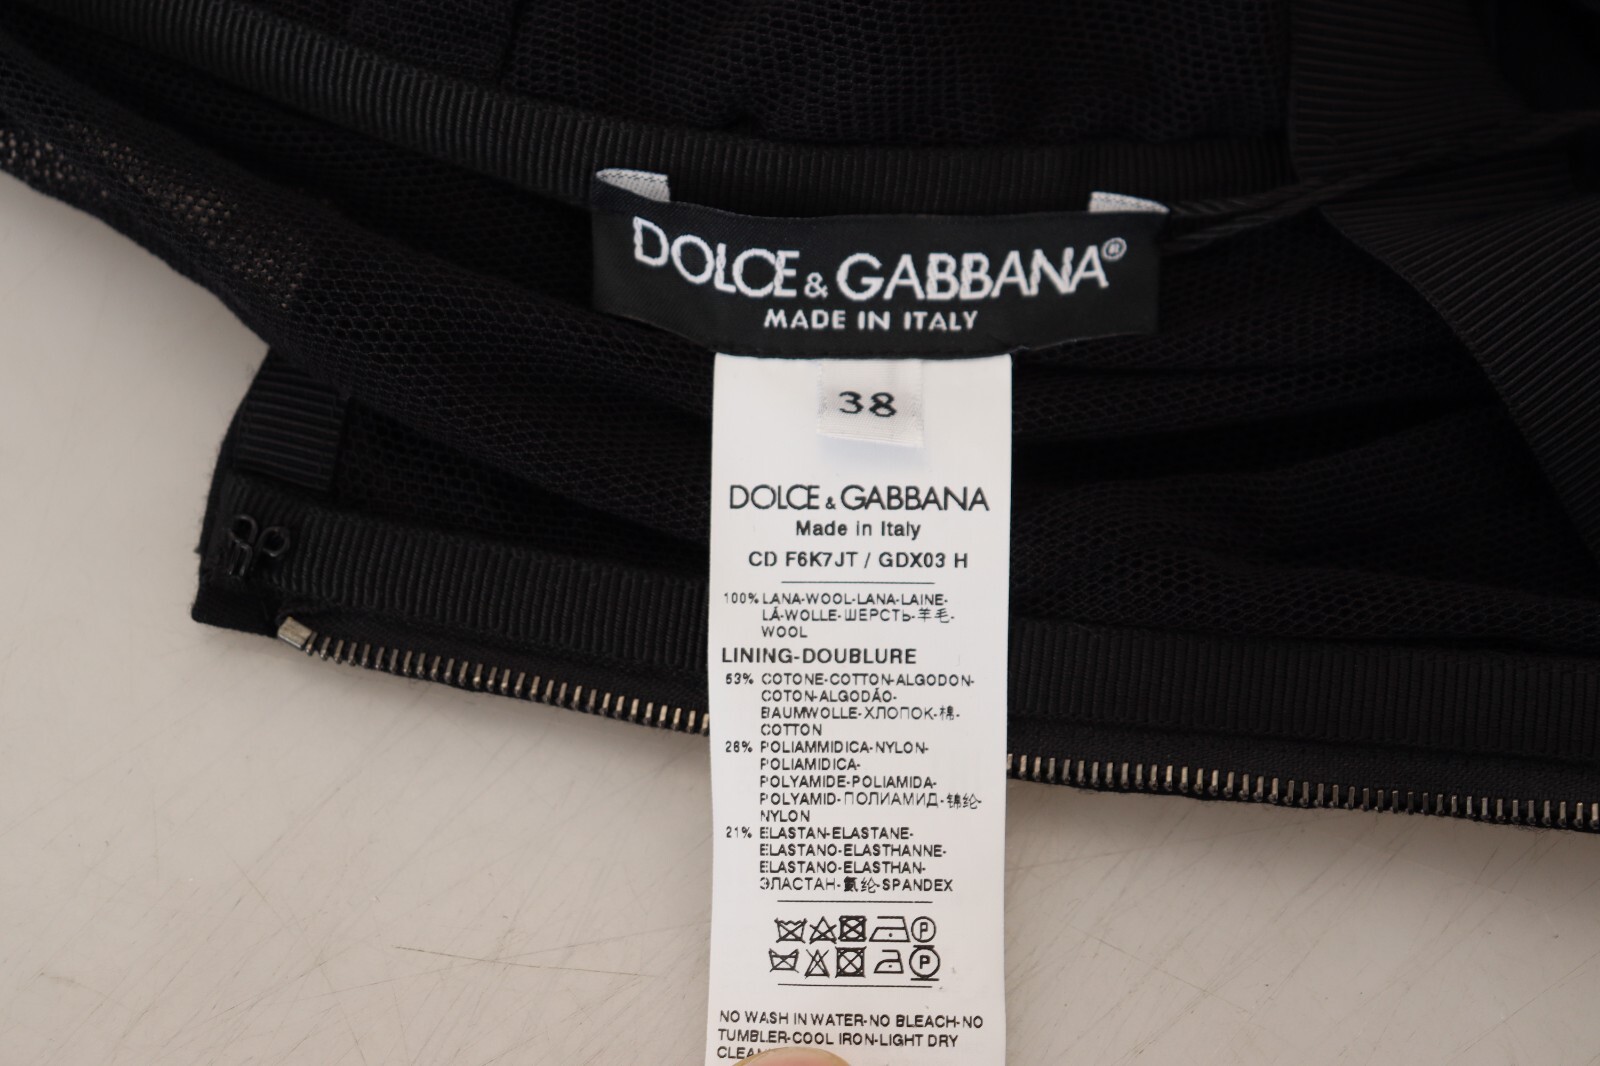 DOLCE & GABBANA®
MADE IN ITALY
38
DOLCE & GABBANA
Made in Italy
CD F6K7JT / GDX03 H
100% LANA-WOOL-LANA-LAINE-
LÃ-WOLLE-ШЕРСТЬ-羊毛-
WOOL
LINING-DOUBLURE
53% COTONE-COTTON-ALGODON-
COTON-ALGODÃO-
BAUMWOLLE-ХЛОПОК-棉-
COTTON
26% POLIAMMIDICA-NYLON-
POLIAMIDICA-
POLYAMIDE-POLIAMIDA-
POLYAMID-ПОЛИАМИД-锦纶-
NYLON
21% ELASTAN-ELASTANE-
ELASTANO-ELASTHANNE-
ELASTANO-ELASTHAN-
ЭЛАСТАН-氨纶-SPANDEX
P
P
NO WASH IN WATER-NO BLEACH-NO
TUMBLER-COOL IRON-LIGHT DRY